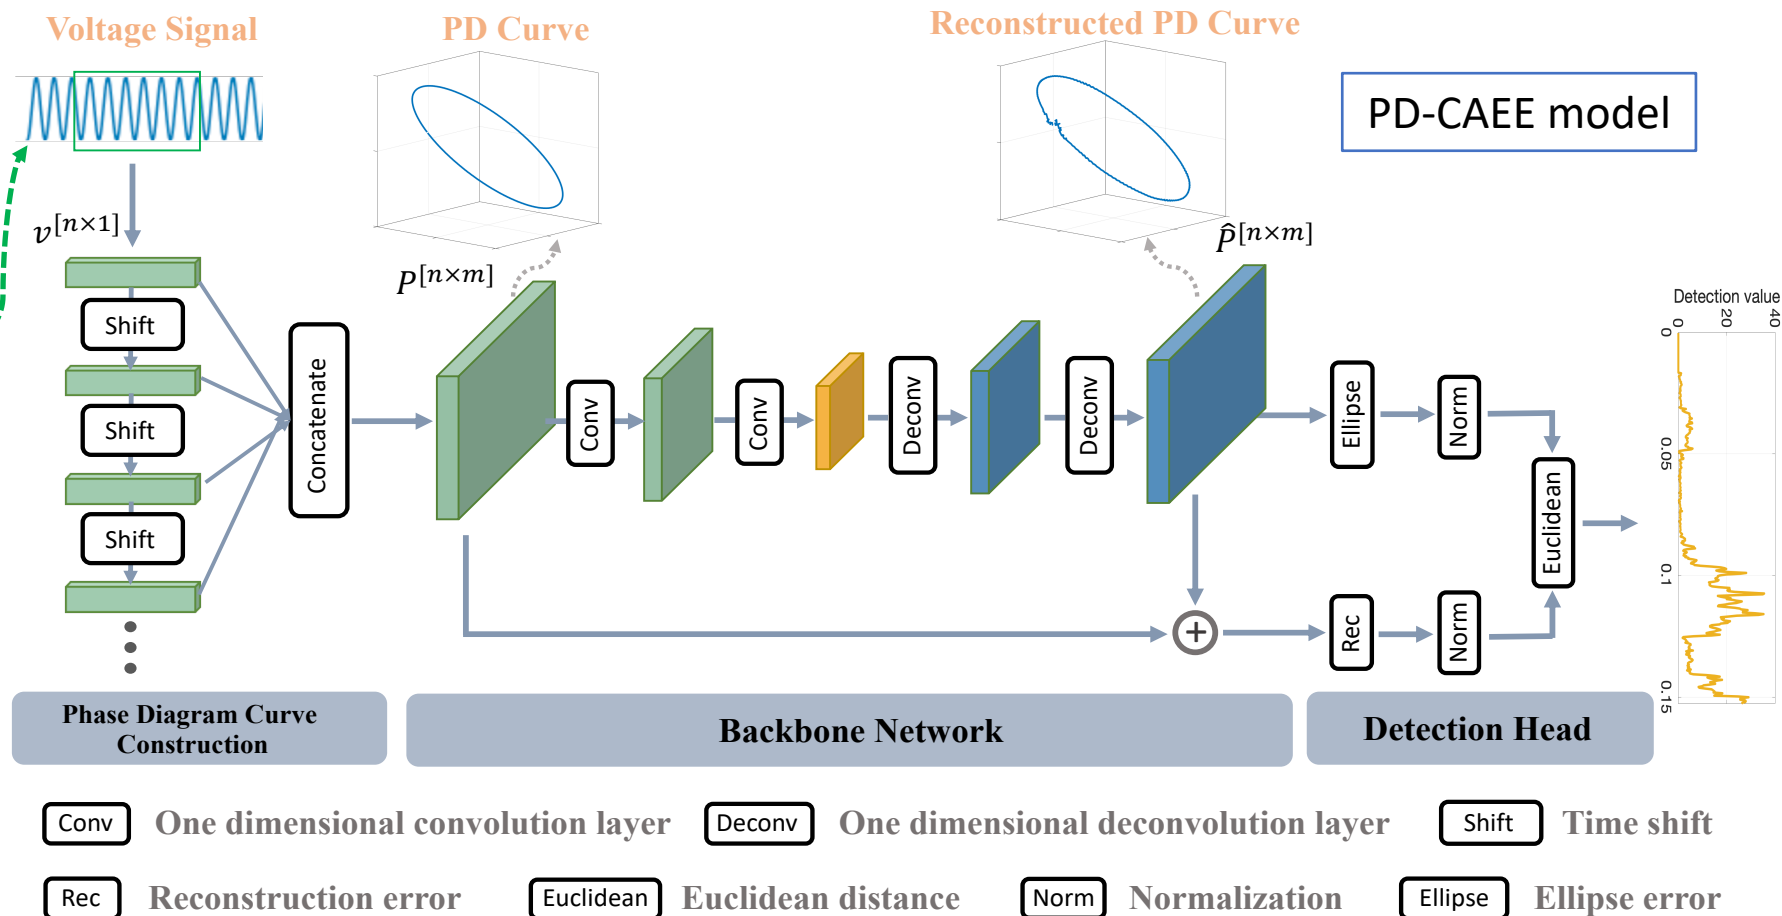 Voltage Signal
PD Curve
Reconstructed PD Curve
PD-CAEE model
v[n×1]
P[n×m]
P̂[n×m]
Shift
Shift
Shift
Concatenate
Conv
Conv
Deconv
Deconv
Ellipse
Norm
Euclidean
+
Rec
Norm
Detection value
0
20
40
0
0.05
0.1
0.15
Phase Diagram Curve
Construction
Backbone Network
Detection Head
Conv One dimensional convolution layer
Deconv One dimensional deconvolution layer
Shift Time shift
Rec Reconstruction error
Euclidean Euclidean distance
Norm Normalization
Ellipse Ellipse error